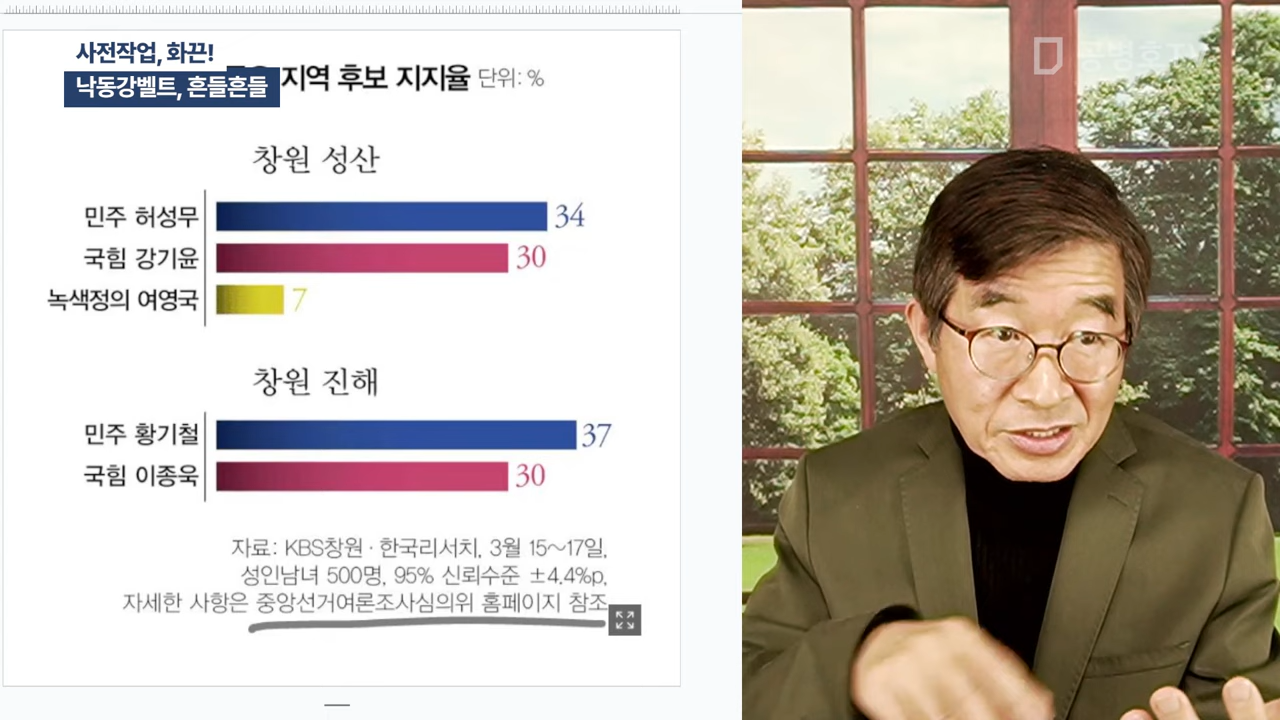 사전작업, 화끈!
낙동강벨트, 흔들흔들
지역 후보 지지율 단위: %
창원 성산
민주 허성무 34
국힘 강기윤 30
녹색정의 여영국 7
창원 진해
민주 황기철 37
국힘 이종욱 30
자료: KBS창원 · 한국리서치, 3월 15~17일,
성인남녀 500명, 95% 신뢰수준 ±4.4%p,
자세한 사항은 중앙선거여론조사심의위 홈페이지 참조
공병호TV